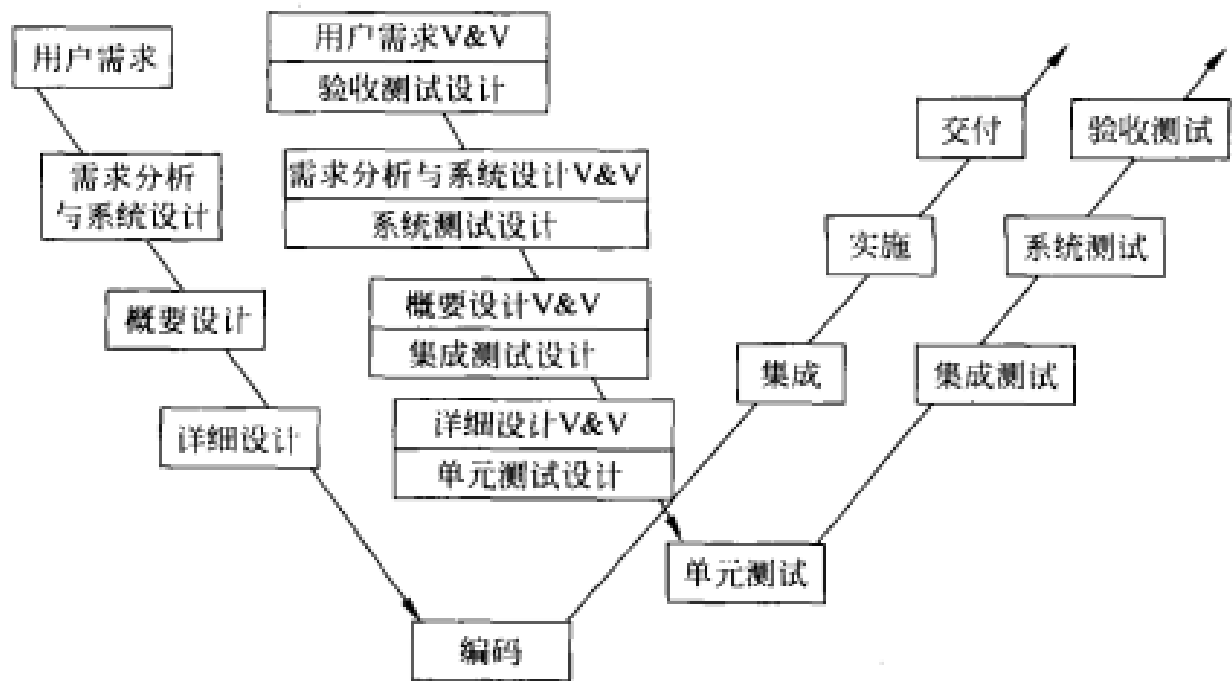 用户需求
用户需求V&V
验收测试设计
交付
验收测试
需求分析
与系统设计
需求分析与系统设计V&V
系统测试设计
实施
系统测试
概要设计
概要设计V&V
集成测试设计
集成
集成测试
详细设计
详细设计V&V
单元测试设计
单元测试
编码